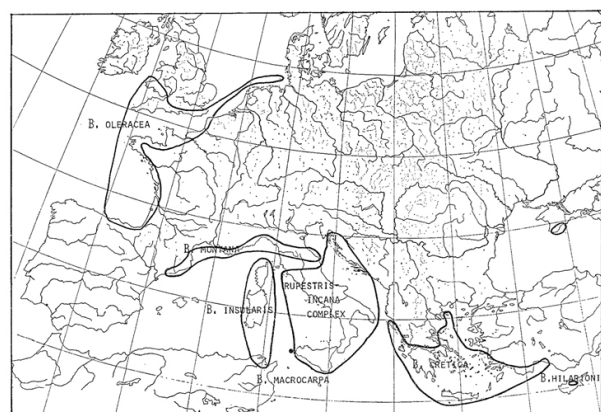 B. OLERACEA
B. MONTANA
B. INSULARIS
RUPESTRIS-
INCANA
COMPLEX
B. MACROCARPA
B. CRETICA
B. HILARIONI